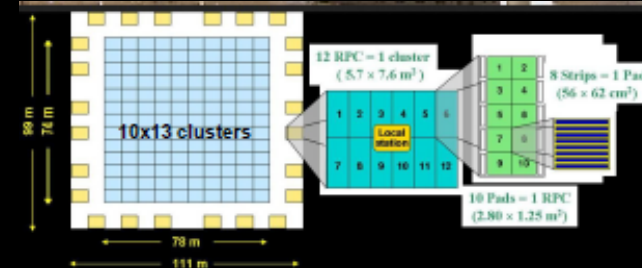 12 RPC = 1 cluster
( 5.7 × 7.6 m² )
8 Strips = 1 Pad
(56 × 62 cm²)
99 m
74 m
10x13 clusters
1 2 3 4 5 6
Local
station
7 8 9 10 11 12
1 2
3 4
5 6
7 8
9 10
10 Pads = 1 RPC
(2.80 × 1.25 m²)
78 m
111 m